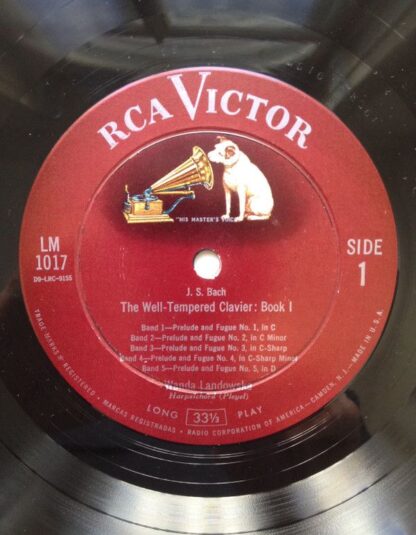 RCA VICTOR
"HIS MASTER'S VOICE"
LM
1017
D9-LRC-9155
SIDE
1
J. S. Bach
The Well-Tempered Clavier: Book I
Band 1—Prelude and Fugue No. 1, in C
Band 2—Prelude and Fugue No. 2, in C Minor
Band 3—Prelude and Fugue No. 3, in C-Sharp
Band 4—Prelude and Fugue No. 4, in C-Sharp Minor
Band 5—Prelude and Fugue No. 5, in D
Wanda Landowska
Harpsichord (Pleyel)
LONG 33⅓ PLAY
TRADE MARKS ® REGISTERED • MARCAS REGISTRADAS • RADIO CORPORATION OF AMERICA—CAMDEN, N. J.—MADE IN U.S.A.